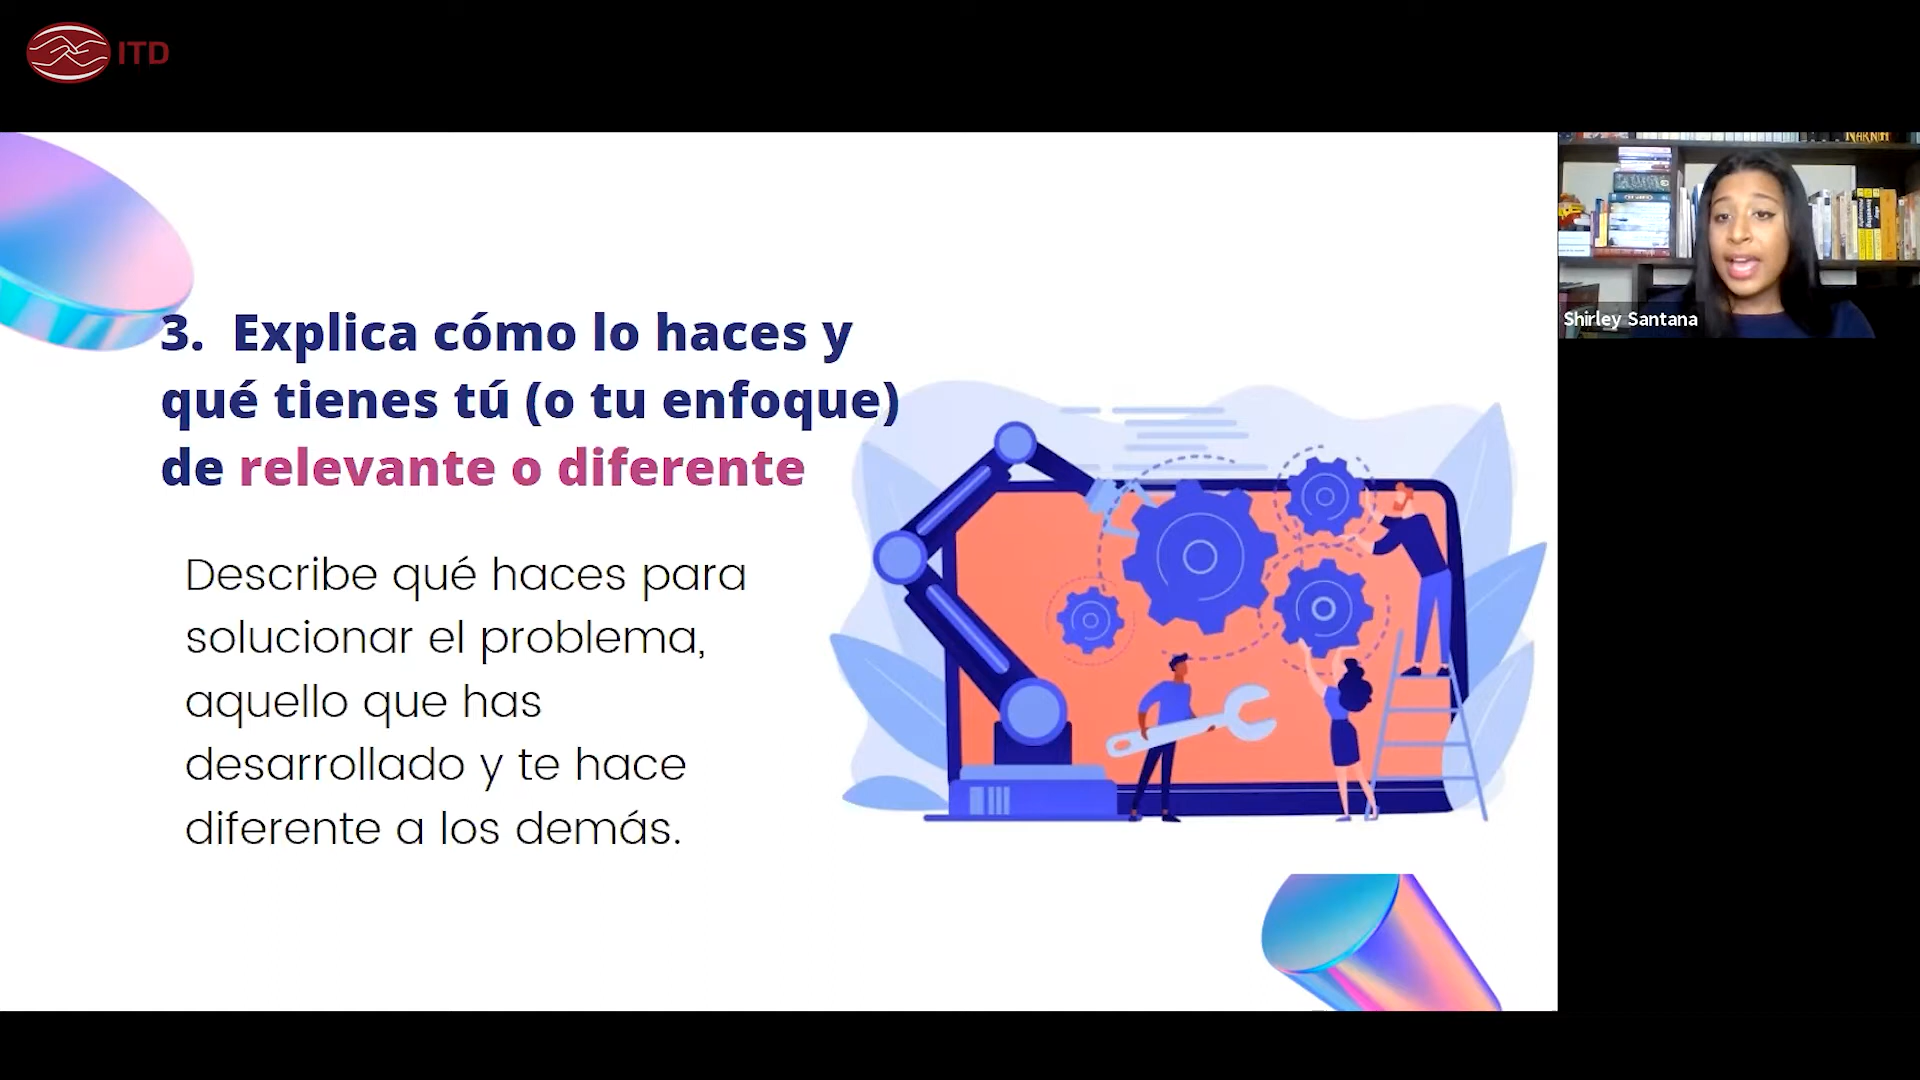 ITD
3. Explica cómo lo haces y
qué tienes tú (o tu enfoque)
de relevante o diferente
Describe qué haces para
solucionar el problema,
aquello que has
desarrollado y te hace
diferente a los demás.
NARNIA
Shirley Santana